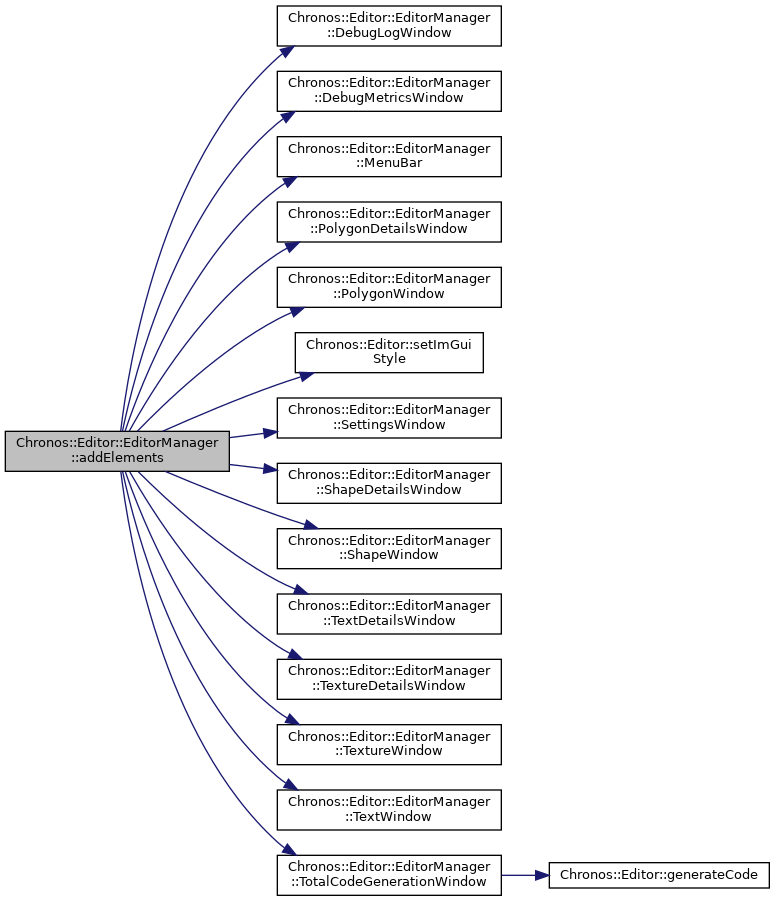 Chronos::Editor::EditorManager
::DebugLogWindow
Chronos::Editor::EditorManager
::DebugMetricsWindow
Chronos::Editor::EditorManager
::MenuBar
Chronos::Editor::EditorManager
::PolygonDetailsWindow
Chronos::Editor::EditorManager
::PolygonWindow
Chronos::Editor::setImGui
Style
Chronos::Editor::EditorManager
::SettingsWindow
Chronos::Editor::EditorManager
::addElements
Chronos::Editor::EditorManager
::ShapeDetailsWindow
Chronos::Editor::EditorManager
::ShapeWindow
Chronos::Editor::EditorManager
::TextDetailsWindow
Chronos::Editor::EditorManager
::TextureDetailsWindow
Chronos::Editor::EditorManager
::TextureWindow
Chronos::Editor::EditorManager
::TextWindow
Chronos::Editor::EditorManager
::TotalCodeGenerationWindow
Chronos::Editor::generateCode